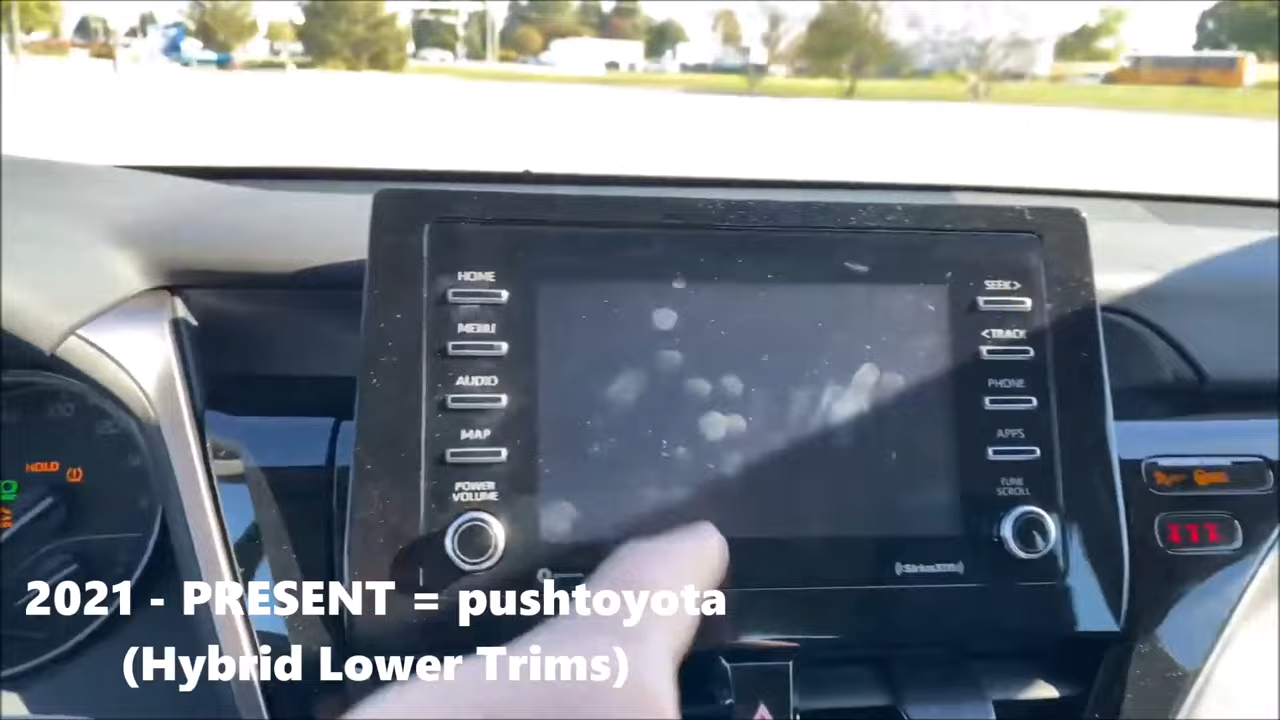 HOME
MENU
AUDIO
MAP
POWER
VOLUME
SEEK>
<TRACK
PHONE
APPS
TUNE
SCROLL
((SiriusXM))
HOLD
2021 - PRESENT = pushtoyota
(Hybrid Lower Trims)